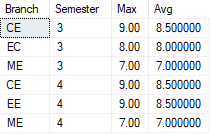 Branch Semester Max Avg
CE 3 9.00 8.500000
EC 3 8.00 8.000000
ME 3 7.00 7.000000
CE 4 9.00 8.500000
EE 4 9.00 8.500000
ME 4 7.00 7.000000